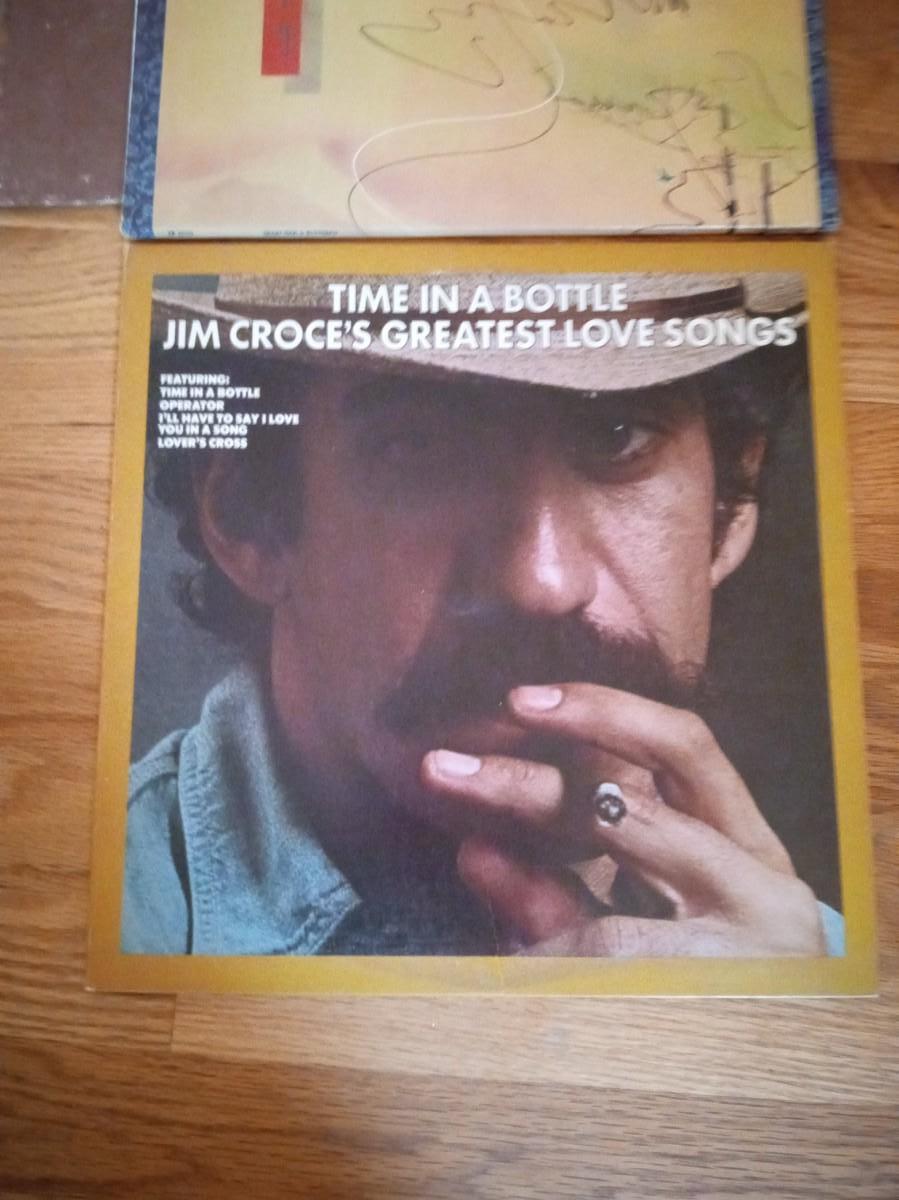 TIME IN A BOTTLE
JIM CROCE'S GREATEST LOVE SONGS
FEATURING:
TIME IN A BOTTLE
OPERATOR
I'LL HAVE TO SAY I LOVE
YOU IN A SONG
LOVER'S CROSS